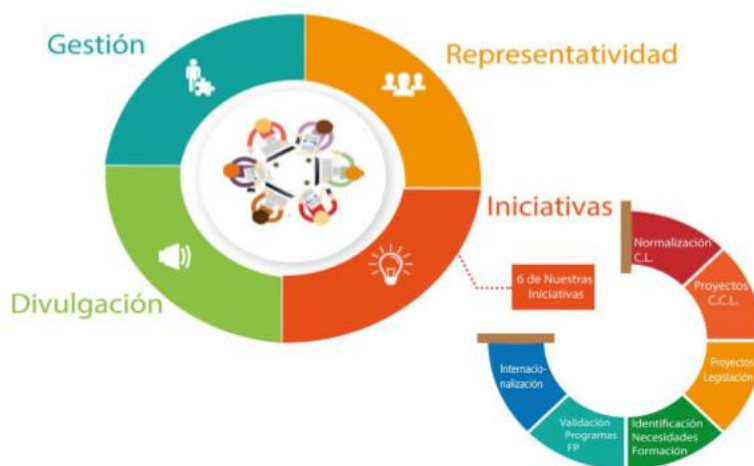 Gestión
Representatividad
Iniciativas
Divulgación
6 de Nuestras
Iniciativas
Normalización
C.L.
Proyectos
C.C.L.
Proyectos
Legislación
Identificación
Necesidades
Formación
Validación
Programas
FP
Internacio-
nalización